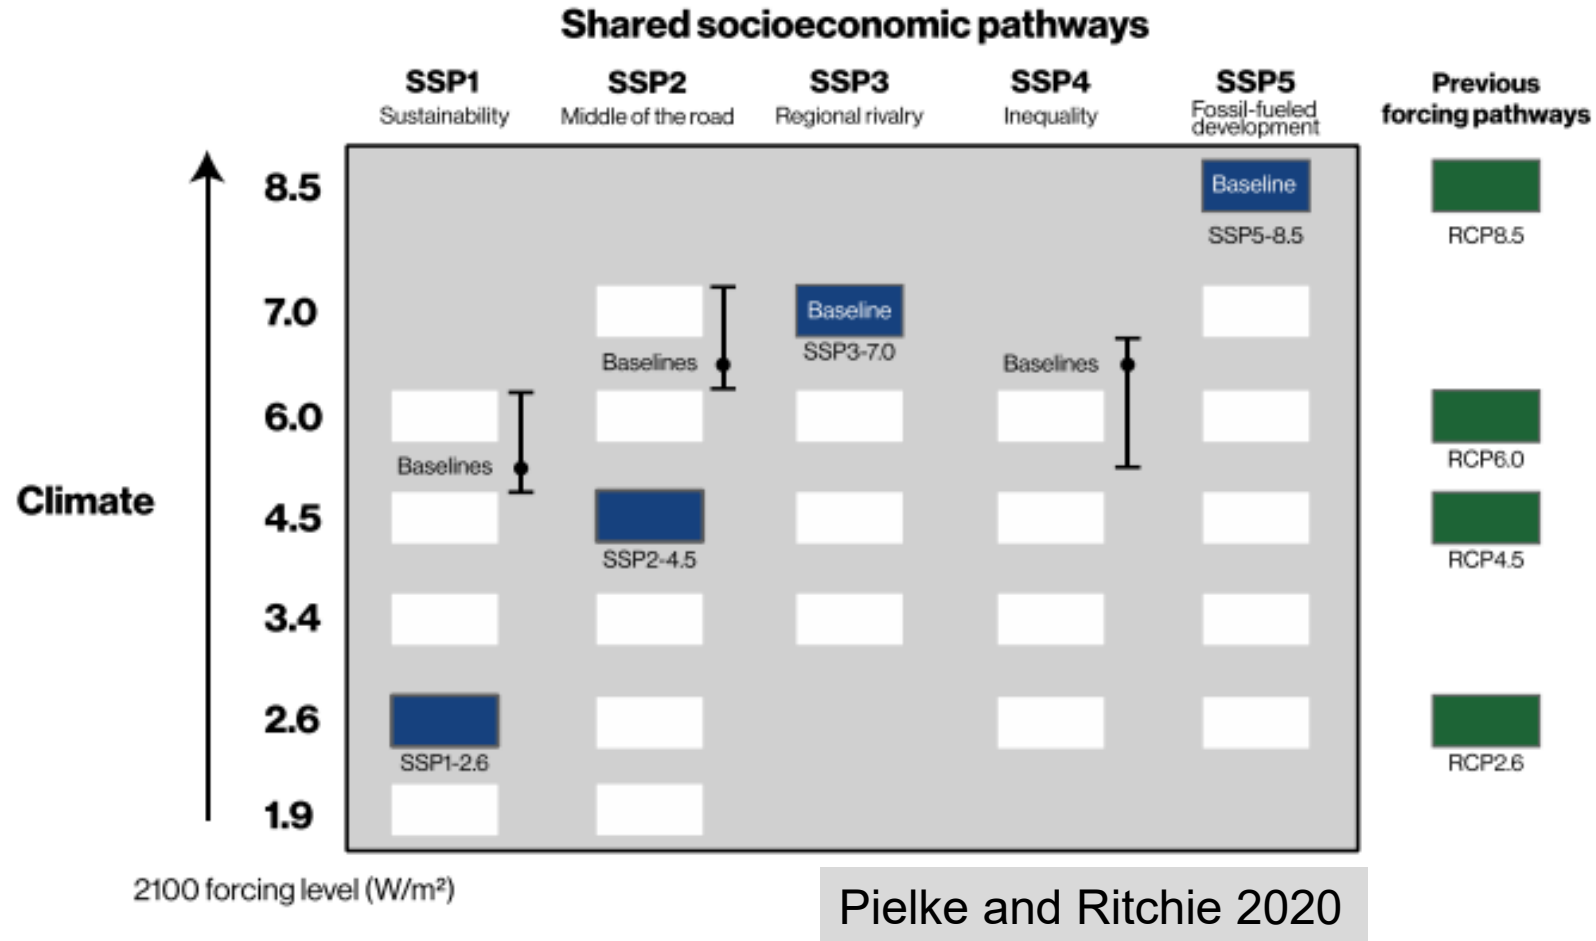 Shared socioeconomic pathways
SSP1
Sustainability
SSP2
Middle of the road
SSP3
Regional rivalry
SSP4
Inequality
SSP5
Fossil-fueled
development
Previous
forcing pathways
8.5
Baseline
SSP5-8.5
RCP8.5
7.0
Baseline
SSP3-7.0
Baselines
Baselines
6.0
RCP6.0
Baselines
Climate
4.5
SSP2-4.5
RCP4.5
3.4
2.6
SSP1-2.6
RCP2.6
1.9
2100 forcing level (W/m²)
Pielke and Ritchie 2020